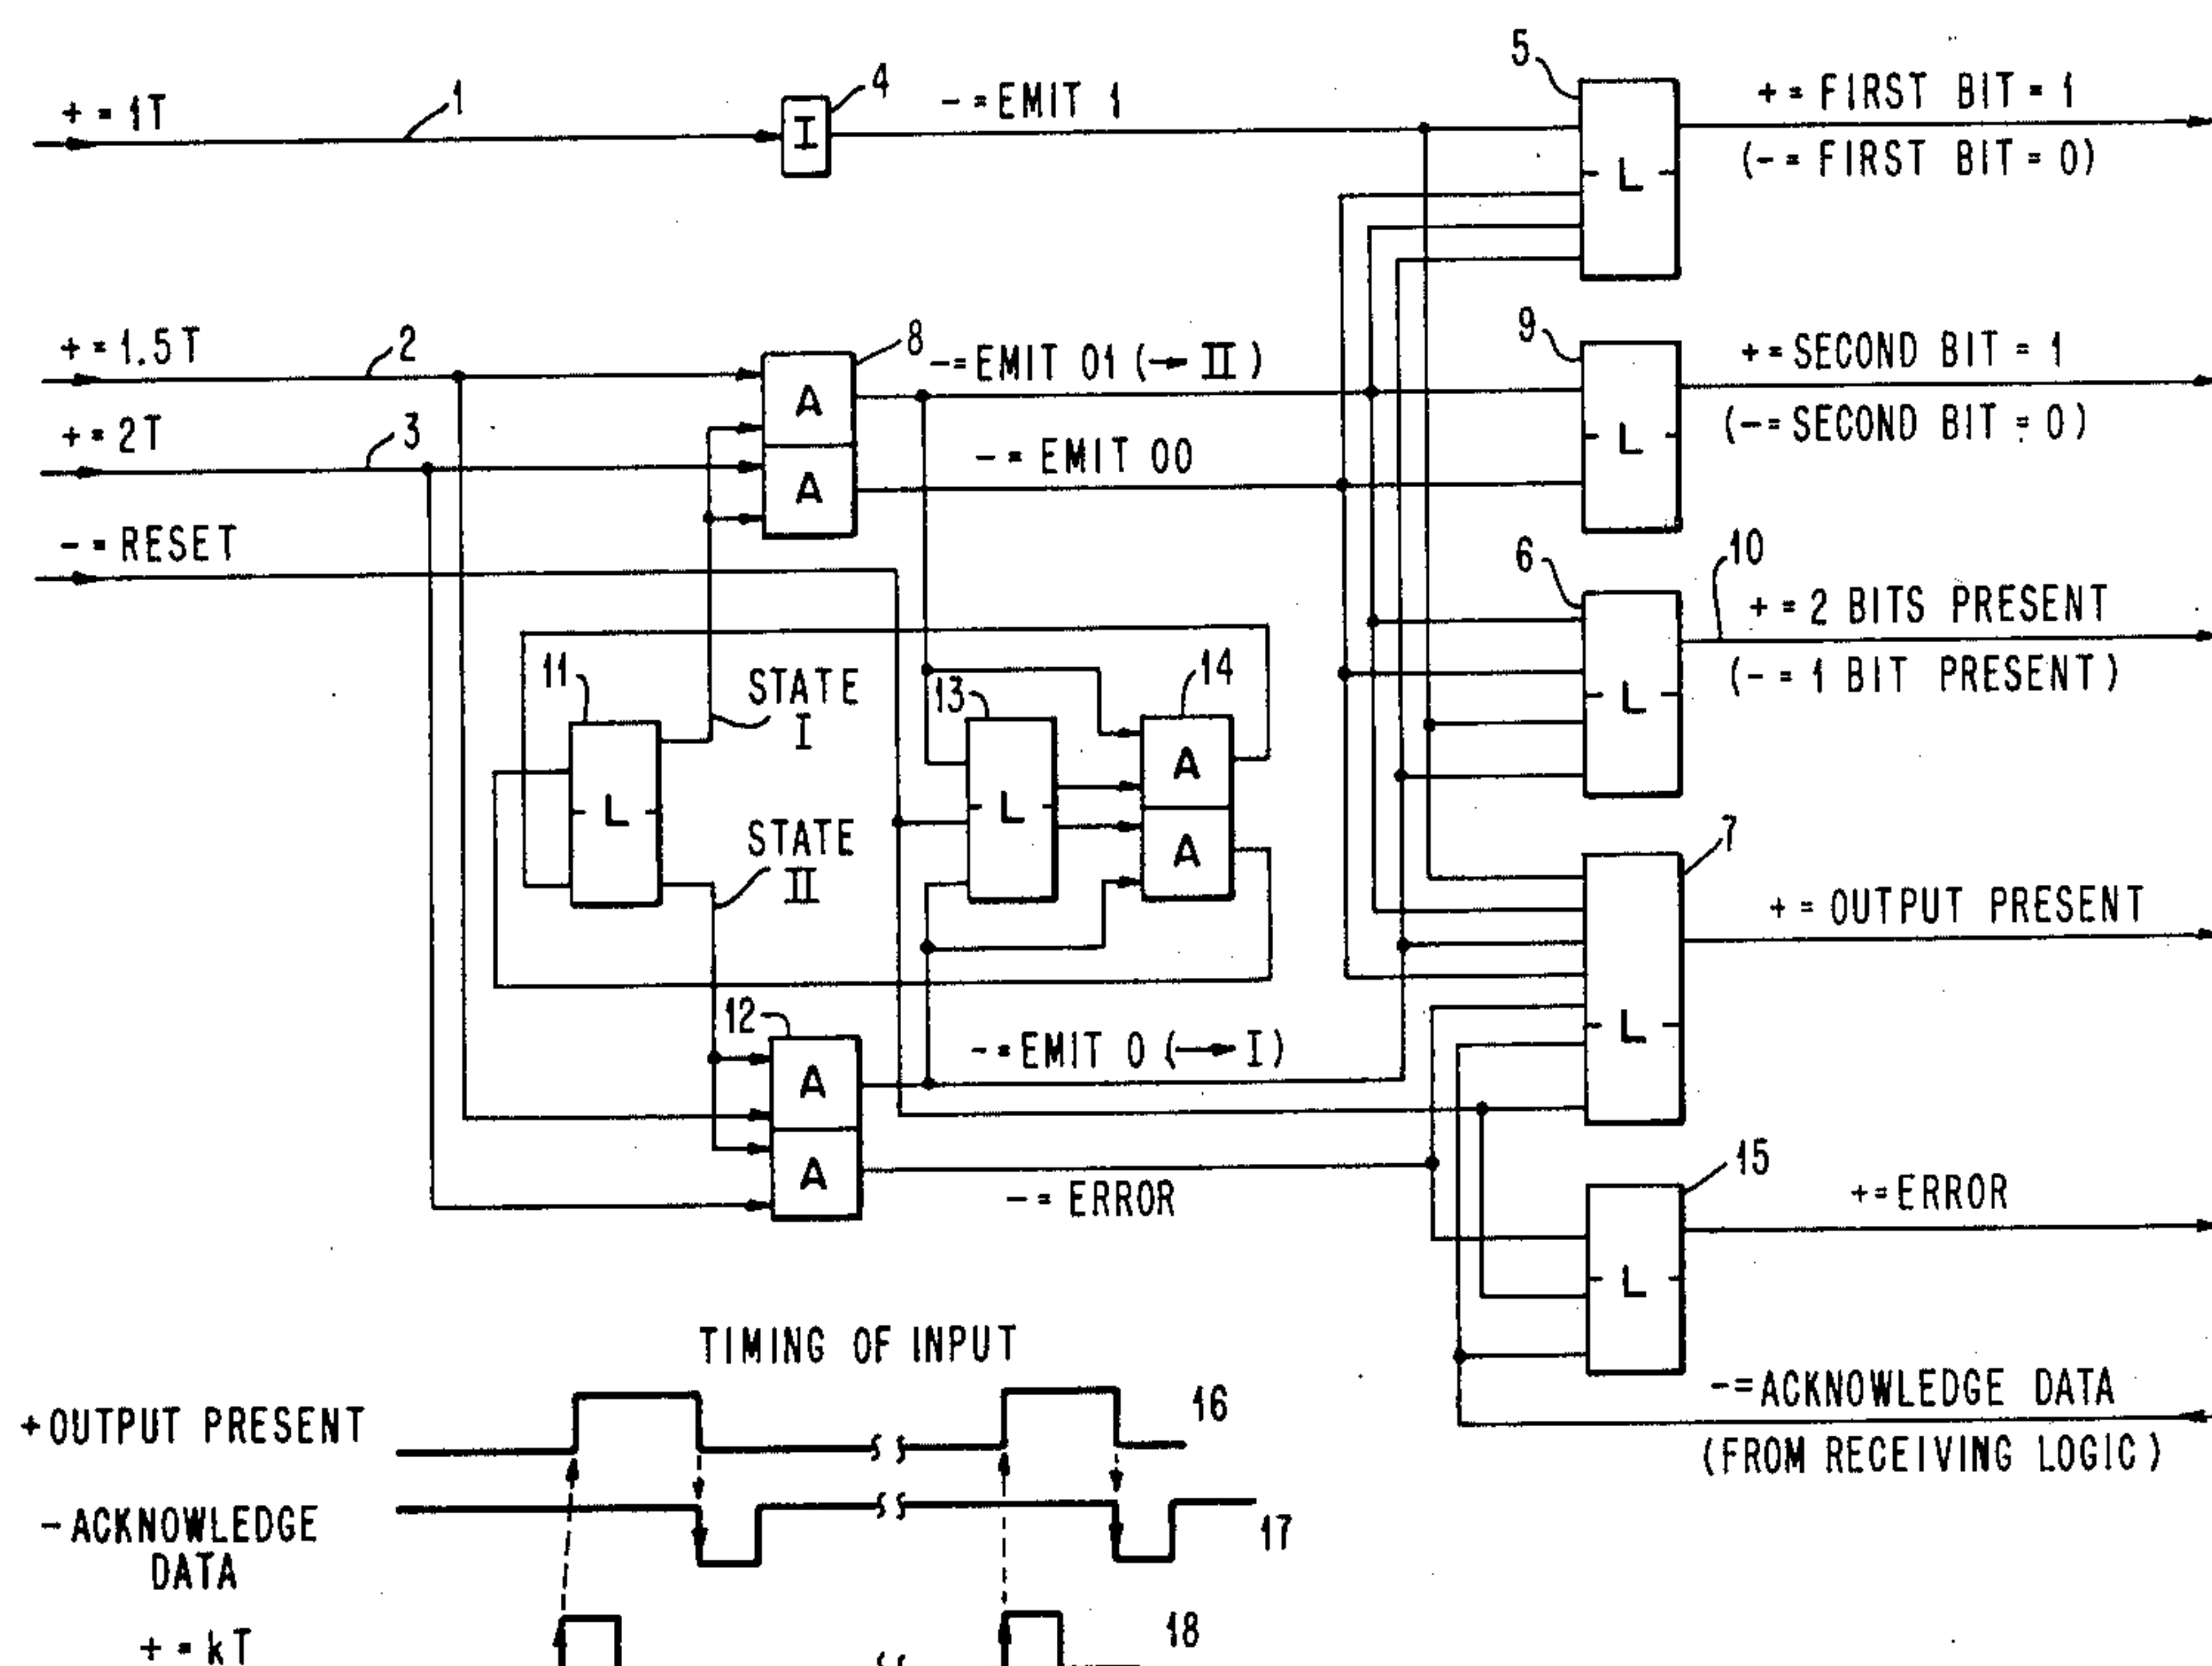 + = 1T
1
I
4
- = EMIT 1
5
L
+ = FIRST BIT = 1
(- = FIRST BIT = 0)
+ = 1.5T
2
8
A
A
- = EMIT 01 (→ II)
9
L
+ = SECOND BIT = 1
(- = SECOND BIT = 0)
+ = 2T
3
- = EMIT 00
- = RESET
6
L
10
+ = 2 BITS PRESENT
(- = 1 BIT PRESENT)
11
L
STATE
I
13
L
14
A
A
STATE
II
7
L
+ = OUTPUT PRESENT
12
A
A
- = EMIT 0 (→ I)
- = ERROR
15
L
+ = ERROR
- = ACKNOWLEDGE DATA
(FROM RECEIVING LOGIC)
TIMING OF INPUT
+ OUTPUT PRESENT
16
- ACKNOWLEDGE
DATA
17
+ = kT
18